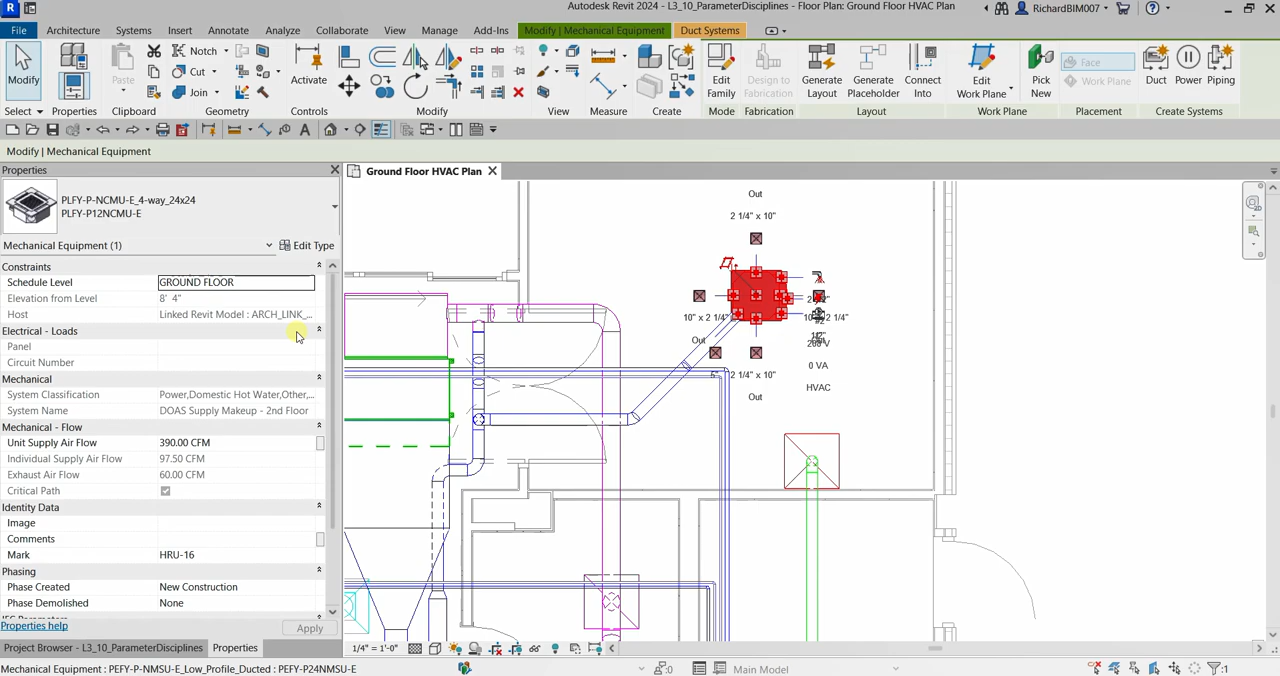 Autodesk Revit 2024 - L3_10_ParameterDisciplines - Floor Plan: Ground Floor HVAC Plan
RichardBIM007
File
Architecture
Systems
Insert
Annotate
Analyze
Collaborate
View
Manage
Add-Ins
Modify | Mechanical Equipment
Duct Systems
Modify
Select
Properties
Paste
Clipboard
Notch
Cut
Join
Geometry
Activate
Controls
Modify
View
Measure
Create
Edit Family
Mode
Design to Fabrication
Fabrication
Generate Layout
Generate Placeholder
Connect Into
Layout
Edit Work Plane
Work Plane
Pick New
Face
Work Plane
Placement
Duct
Power
Piping
Create Systems
Modify | Mechanical Equipment
Properties
PLFY-P-NCMU-E_4-way_24x24
PLFY-P12NCMU-E
Mechanical Equipment (1)
Edit Type
Constraints
Schedule Level GROUND FLOOR
Elevation from Level 8' 4"
Host Linked Revit Model : ARCH_LINK_...
Electrical - Loads
Panel
Circuit Number
Mechanical
System Classification Power,Domestic Hot Water,Other,...
System Name DOAS Supply Makeup - 2nd Floor
Mechanical - Flow
Unit Supply Air Flow 390.00 CFM
Individual Supply Air Flow 97.50 CFM
Exhaust Air Flow 60.00 CFM
Critical Path
Identity Data
Image
Comments
Mark HRU-16
Phasing
Phase Created New Construction
Phase Demolished None
Properties help
Apply
Project Browser - L3_10_ParameterDisciplines
Properties
Ground Floor HVAC Plan
Out
2 1/4" x 10"
10" x 2 1/4"
Out
2 1/4" x 10"
Out
0 VA
HVAC
1/4" = 1'-0"
Mechanical Equipment : PEFY-P-NMSU-E_Low_Profile_Ducted : PEFY-P24NMSU-E
:0
Main Model
:1